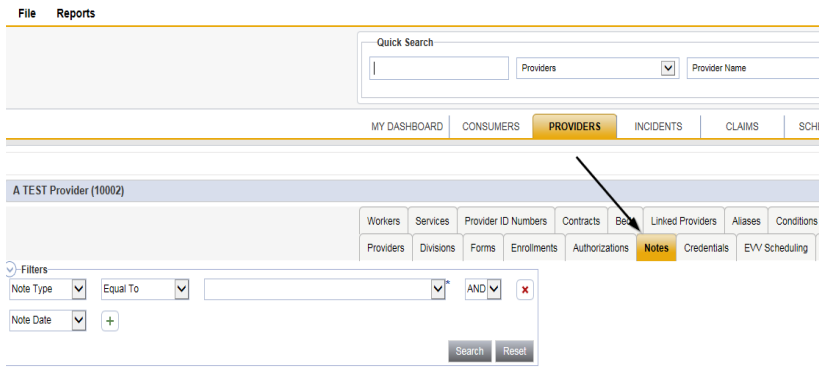 File Reports
Quick Search
Providers Provider Name
MY DASHBOARD CONSUMERS PROVIDERS INCIDENTS CLAIMS
A TEST Provider (10002)
Workers Services Provider ID Numbers Contracts Linked Providers Aliases Conditions
Providers Divisions Forms Enrollments Authorizations Notes Credentials EVV Scheduling
Filters
Note Type Equal To * AND
Note Date +
Search Reset